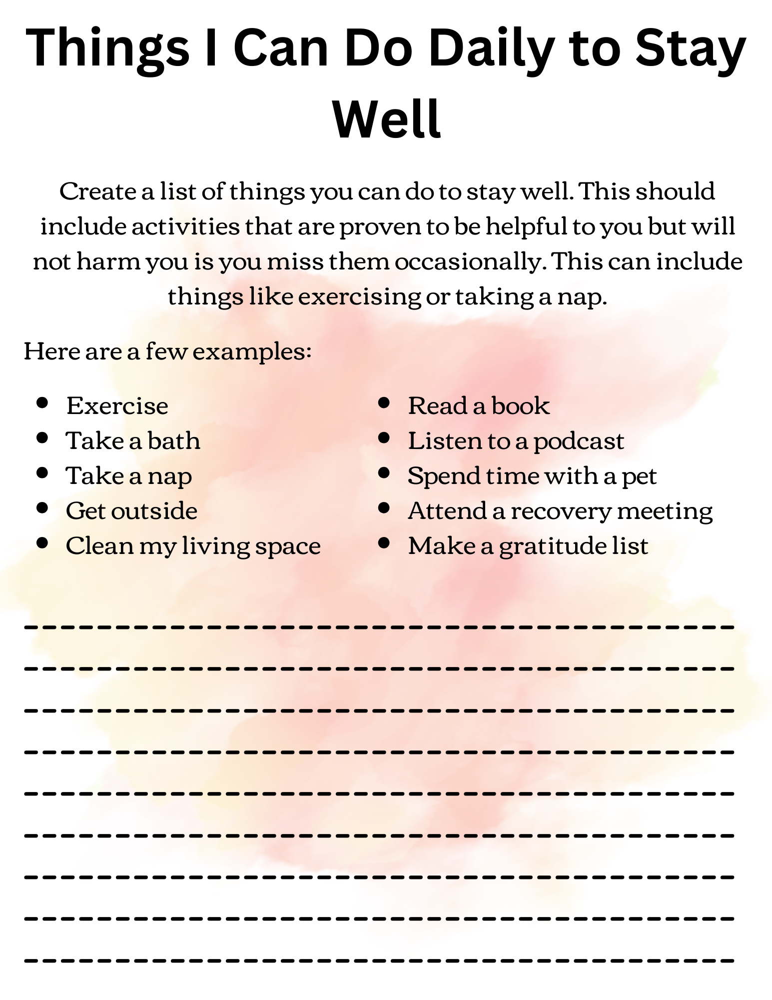 Things I Can Do Daily to Stay
Well
Create a list of things you can do to stay well. This should
include activities that are proven to be helpful to you but will
not harm you is you miss them occasionally. This can include
things like exercising or taking a nap.
Here are a few examples:
• Exercise
• Take a bath
• Take a nap
• Get outside
• Clean my living space
• Read a book
• Listen to a podcast
• Spend time with a pet
• Attend a recovery meeting
• Make a gratitude list